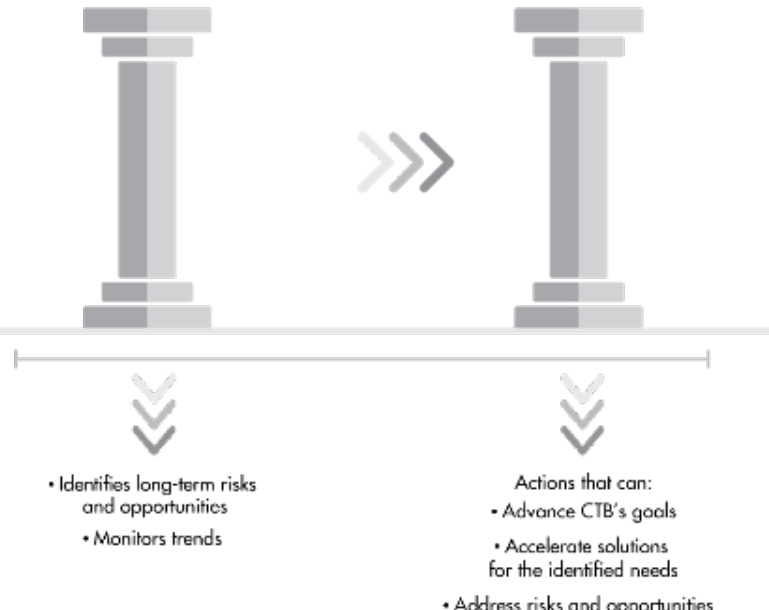 • Identifies long-term risks
and opportunities
• Monitors trends
Actions that can:
• Advance CTB's goals
• Accelerate solutions
for the identified needs
• Address risks and opportunities